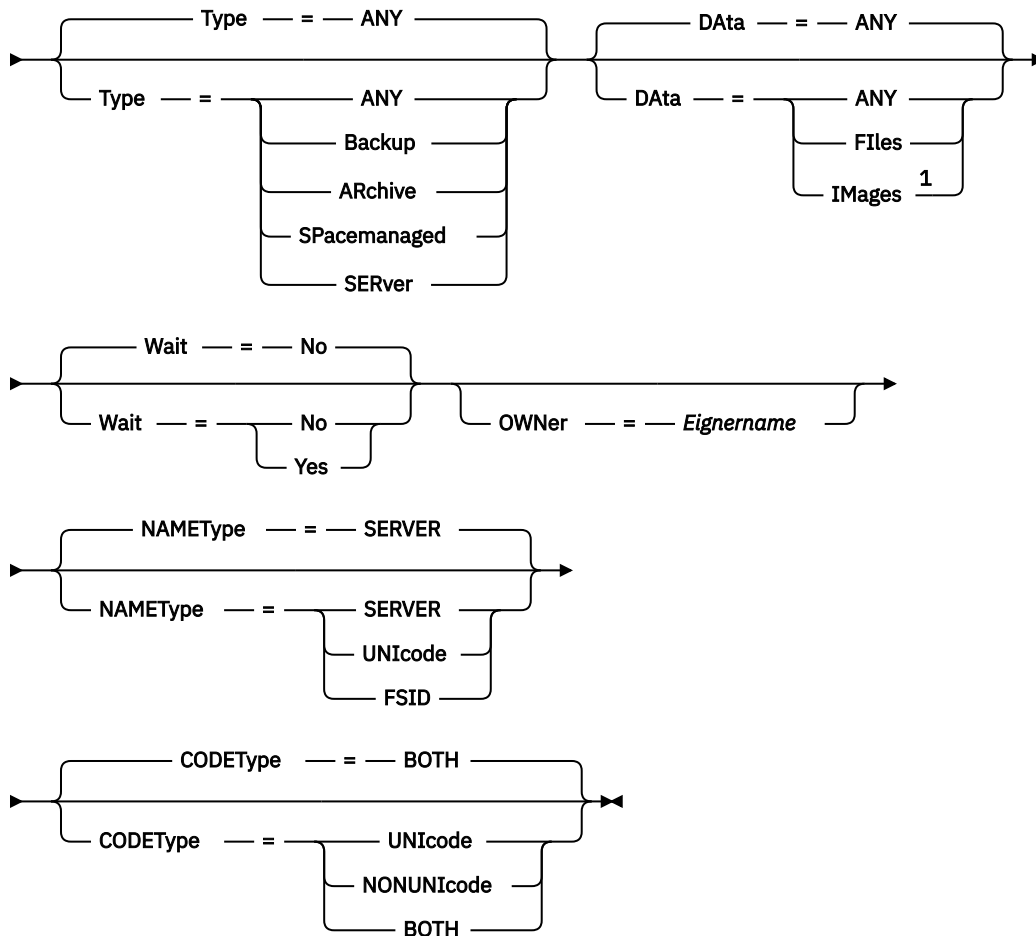 Type = ANY DAta = ANY
Type = ANY DAta = ANY
Backup FIles
ARchive IMages 1
SPacemanaged
SERver
Wait = No
Wait = No OWNer = Eignername
Yes
NAMEType = SERVER
NAMEType = SERVER
UNIcode
FSID
CODEType = BOTH
CODEType = UNIcode
NONUNIcode
BOTH